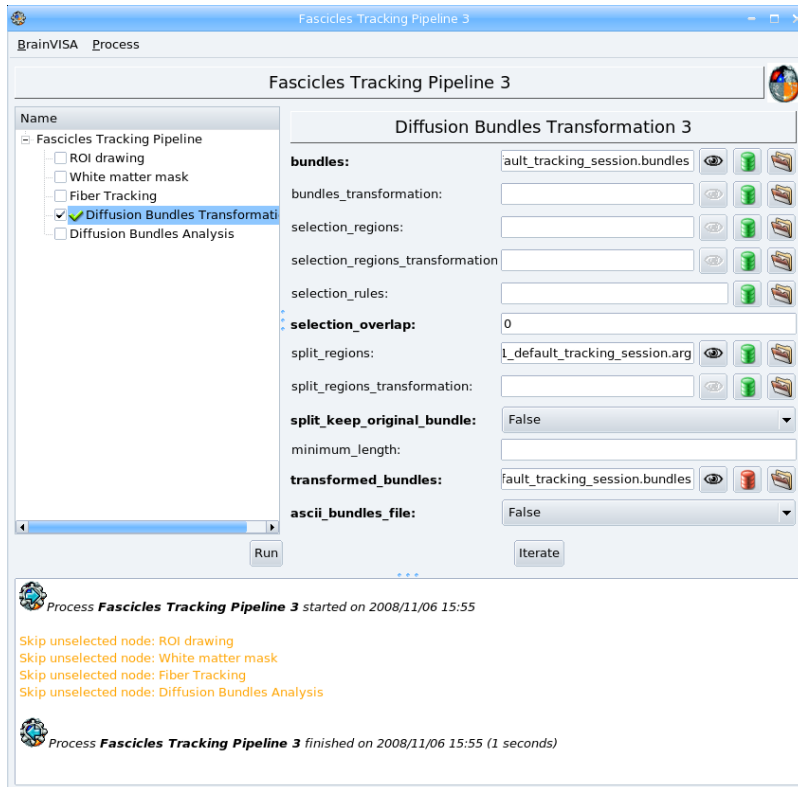 Fascicles Tracking Pipeline 3
BrainVISA Process
Fascicles Tracking Pipeline 3
Name
Fascicles Tracking Pipeline
ROI drawing
White matter mask
Fiber Tracking
Diffusion Bundles Transformati
Diffusion Bundles Analysis
Diffusion Bundles Transformation 3
bundles: ault_tracking_session.bundles
bundles_transformation:
selection_regions:
selection_regions_transformation
selection_rules:
selection_overlap: 0
split_regions: 1_default_tracking_session.arg
split_regions_transformation:
split_keep_original_bundle: False
minimum_length:
transformed_bundles: fault_tracking_session.bundles
ascii_bundles_file: False
Run Iterate
Process Fascicles Tracking Pipeline 3 started on 2008/11/06 15:55
Skip unselected node: ROI drawing
Skip unselected node: White matter mask
Skip unselected node: Fiber Tracking
Skip unselected node: Diffusion Bundles Analysis
Process Fascicles Tracking Pipeline 3 finished on 2008/11/06 15:55 (1 seconds)